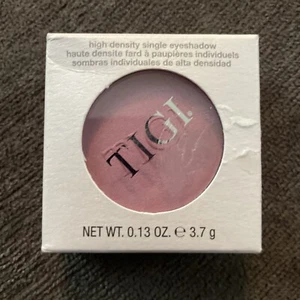 high density single eyeshadow
haute densite fard à paupières individuels
sombras individuales de alta densidad
TIGI.
NET WT. 0.13 OZ. ℮ 3.7 g